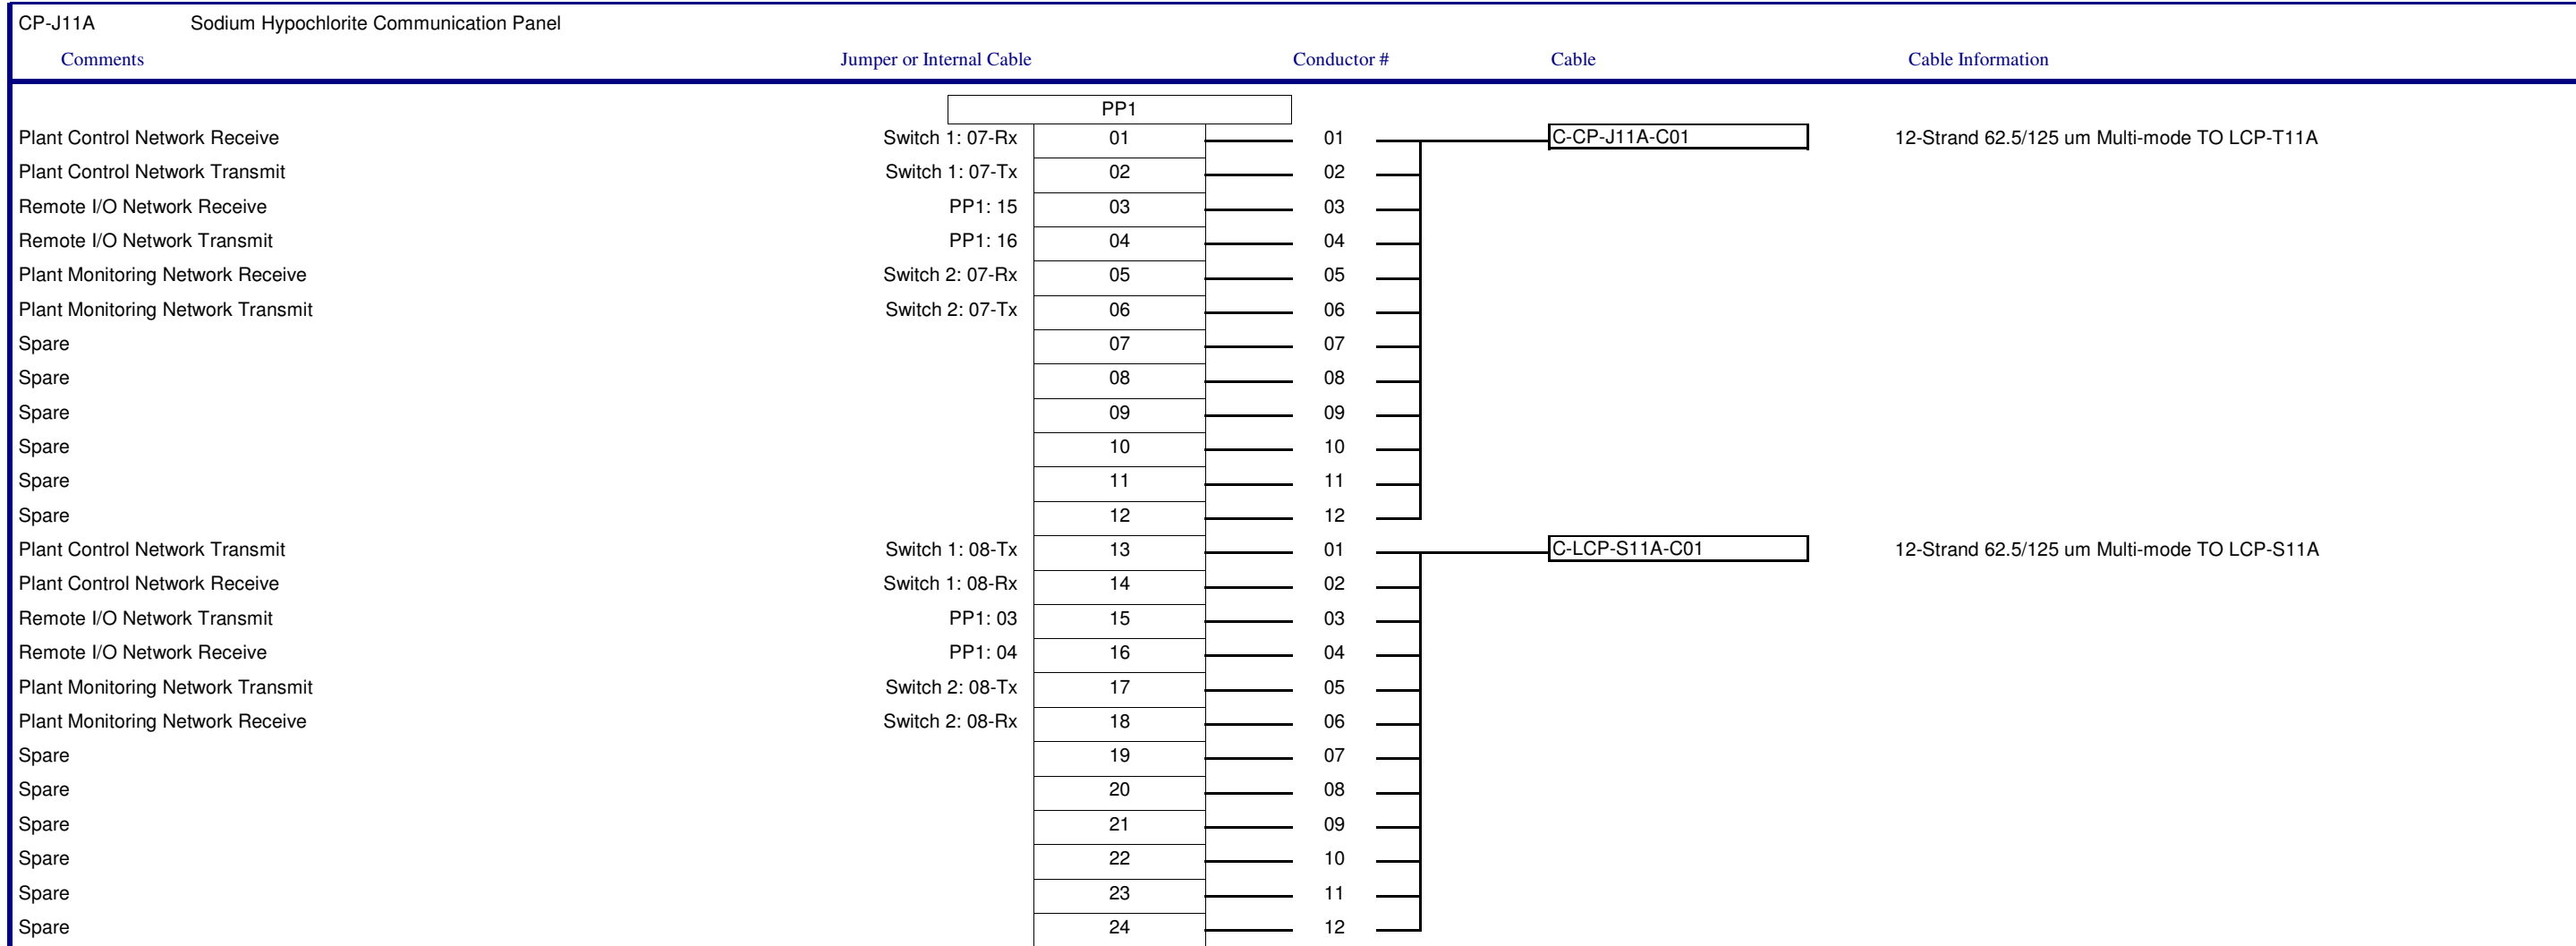 CP-J11A Sodium Hypochlorite Communication Panel
Comments Jumper or Internal Cable Conductor # Cable Cable Information
PP1
Plant Control Network Receive Switch 1: 07-Rx 01 01 C-CP-J11A-C01 12-Strand 62.5/125 um Multi-mode TO LCP-T11A
Plant Control Network Transmit Switch 1: 07-Tx 02 02
Remote I/O Network Receive PP1: 15 03 03
Remote I/O Network Transmit PP1: 16 04 04
Plant Monitoring Network Receive Switch 2: 07-Rx 05 05
Plant Monitoring Network Transmit Switch 2: 07-Tx 06 06
Spare 07 07
Spare 08 08
Spare 09 09
Spare 10 10
Spare 11 11
Spare 12 12
Plant Control Network Transmit Switch 1: 08-Tx 13 01 C-LCP-S11A-C01 12-Strand 62.5/125 um Multi-mode TO LCP-S11A
Plant Control Network Receive Switch 1: 08-Rx 14 02
Remote I/O Network Transmit PP1: 03 15 03
Remote I/O Network Receive PP1: 04 16 04
Plant Monitoring Network Transmit Switch 2: 08-Tx 17 05
Plant Monitoring Network Receive Switch 2: 08-Rx 18 06
Spare 19 07
Spare 20 08
Spare 21 09
Spare 22 10
Spare 23 11
Spare 24 12